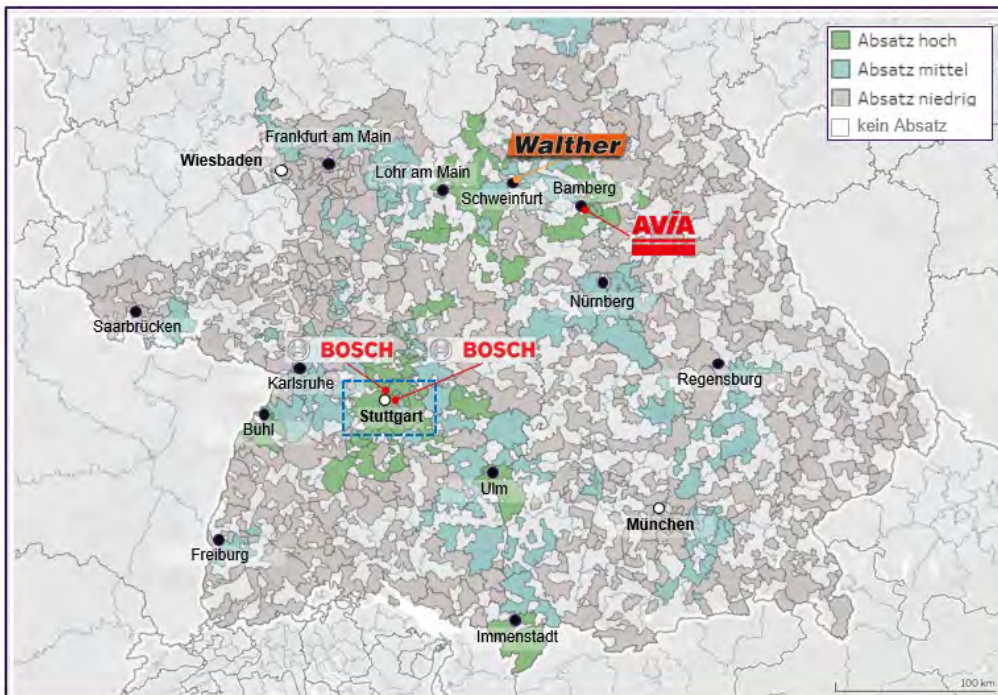 Absatz hoch
Absatz mittel
Absatz niedrig
kein Absatz
Frankfurt am Main
Wiesbaden
Walther
Lohr am Main
Schweinfurt
Bamberg
AVIA
Nürnberg
Saarbrücken
BOSCH
BOSCH
Karlsruhe
Regensburg
Stuttgart
Bühl
Ulm
München
Freiburg
Immenstadt
100 km